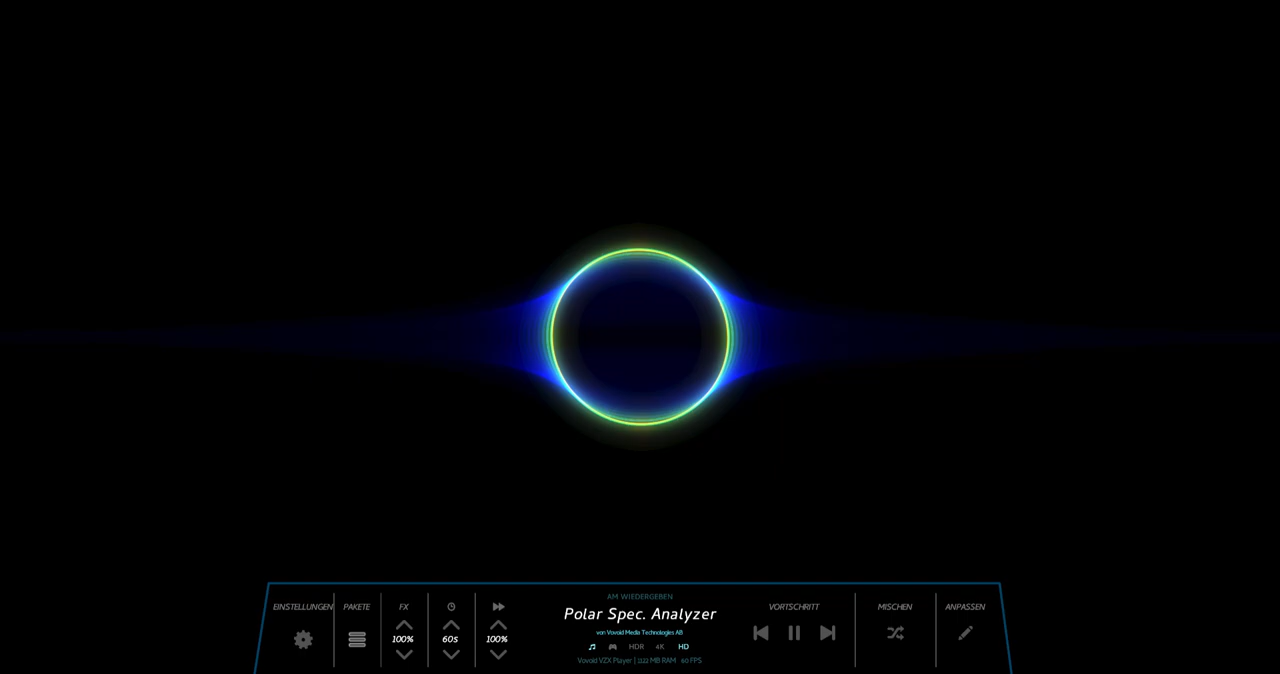 EINSTELLUNGEN
PAKETE
FX
100%
60S
100%
AM WIEDERGEBEN
Polar Spec. Analyzer
von Vovoid Media Technologies AB
HDR 4K HD
Vovoid VZX Player | 1222 MB RAM 60 FPS
VORTSCHRITT
MISCHEN
ANPASSEN